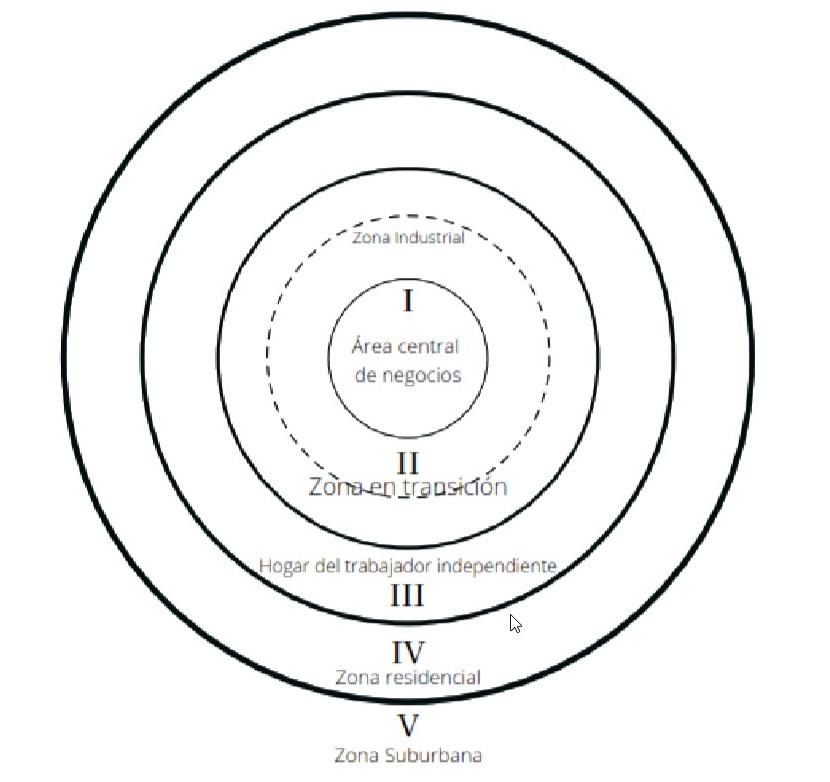 Zona Industrial
I
Área central
de negocios
II
Zona en transición
Hogar del trabajador independiente
III
IV
Zona residencial
V
Zona Suburbana